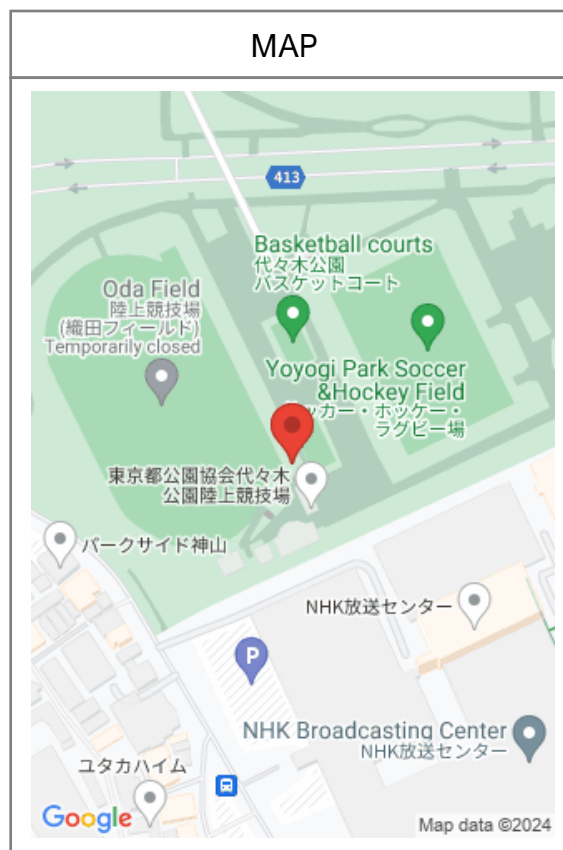 MAP
413
Basketball courts
代々木公園
バスケットコート
Oda Field
陸上競技場
(織田フィールド)
Temporarily closed
Yoyogi Park Soccer
&Hockey Field
ッカー・ホッケー・
ラグビー場
東京都公園協会代々木
公園陸上競技場
パークサイド神山
NHK放送センター
P
NHK Broadcasting Center
NHK放送センター
ユタカハイム
Google
Map data ©2024